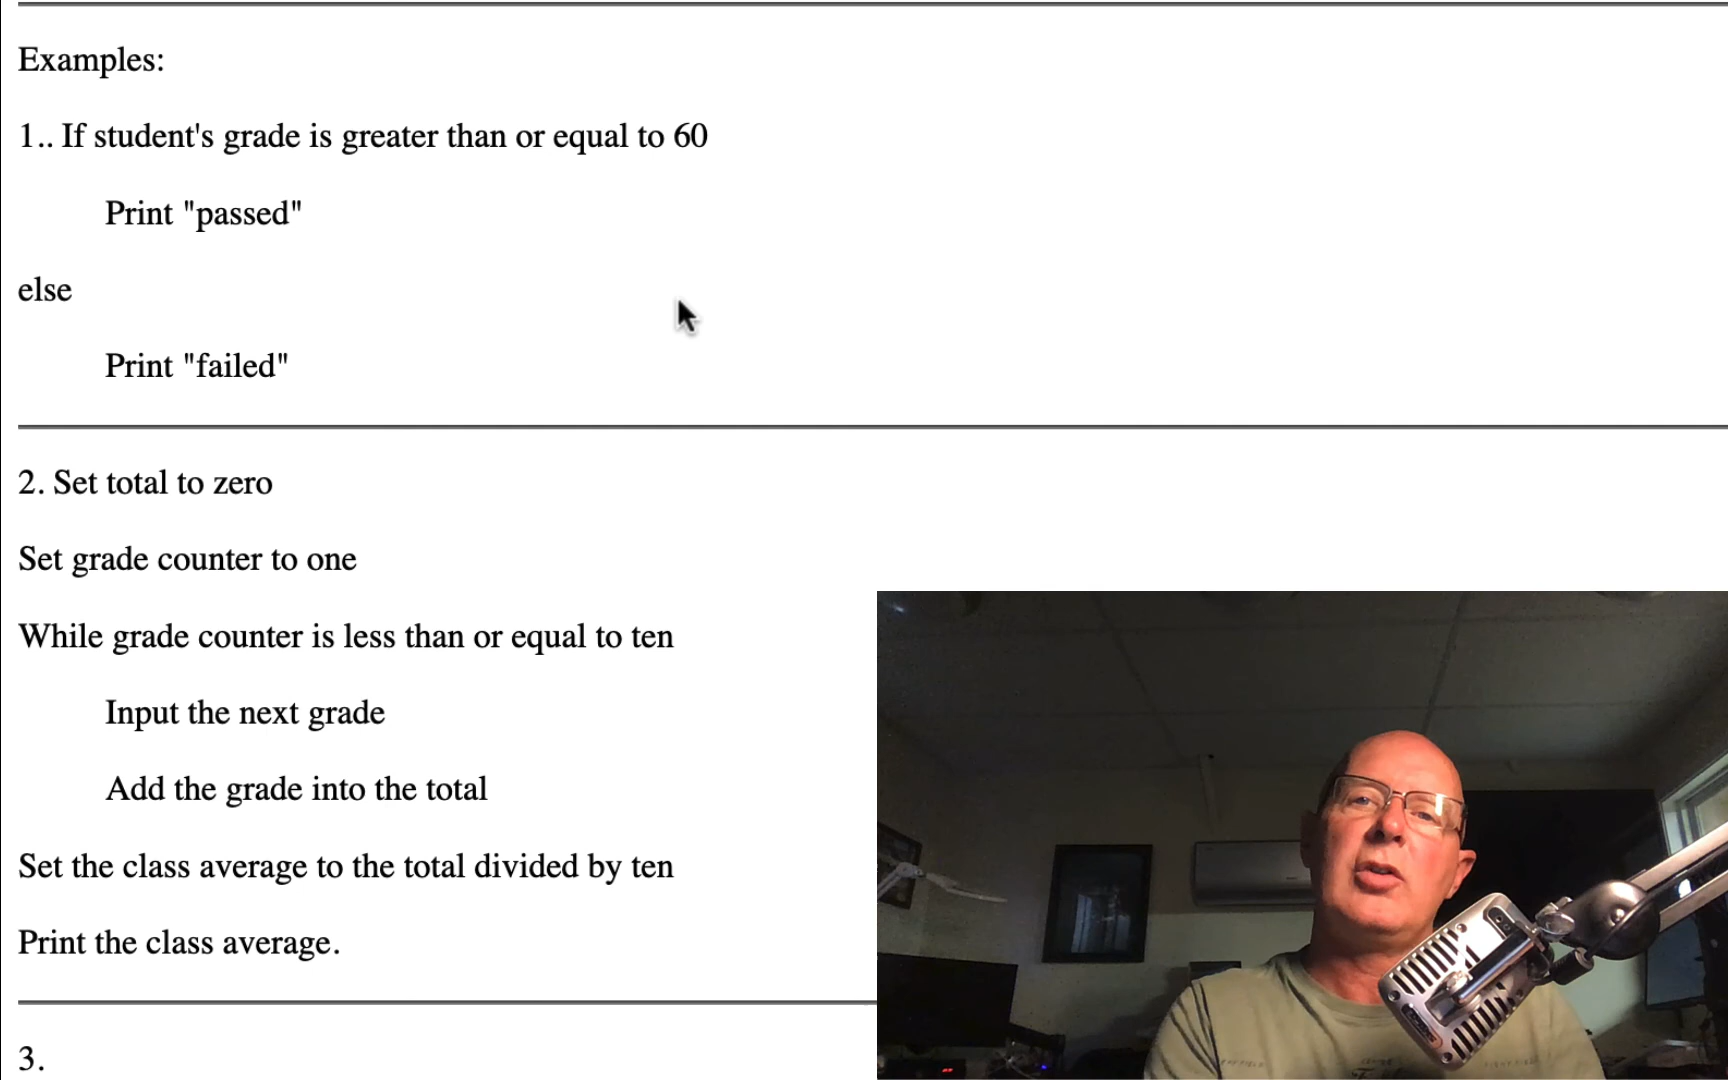 Examples:
1.. If student's grade is greater than or equal to 60
Print "passed"
else
Print "failed"
2. Set total to zero
Set grade counter to one
While grade counter is less than or equal to ten
Input the next grade
Add the grade into the total
Set the class average to the total divided by ten
Print the class average.
3.